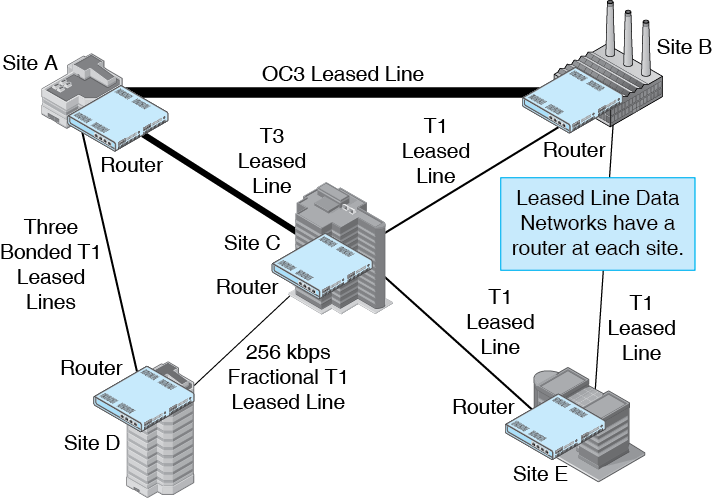 Site A
OC3 Leased Line
Site B
Router
T3
Leased
Line
T1
Leased
Line
Router
Leased Line Data
Networks have a
router at each site.
Three
Bonded T1
Leased
Lines
Site C
Router
T1
Leased
Line
T1
Leased
Line
256 kbps
Fractional T1
Leased Line
Router
Site D
Router
Site E